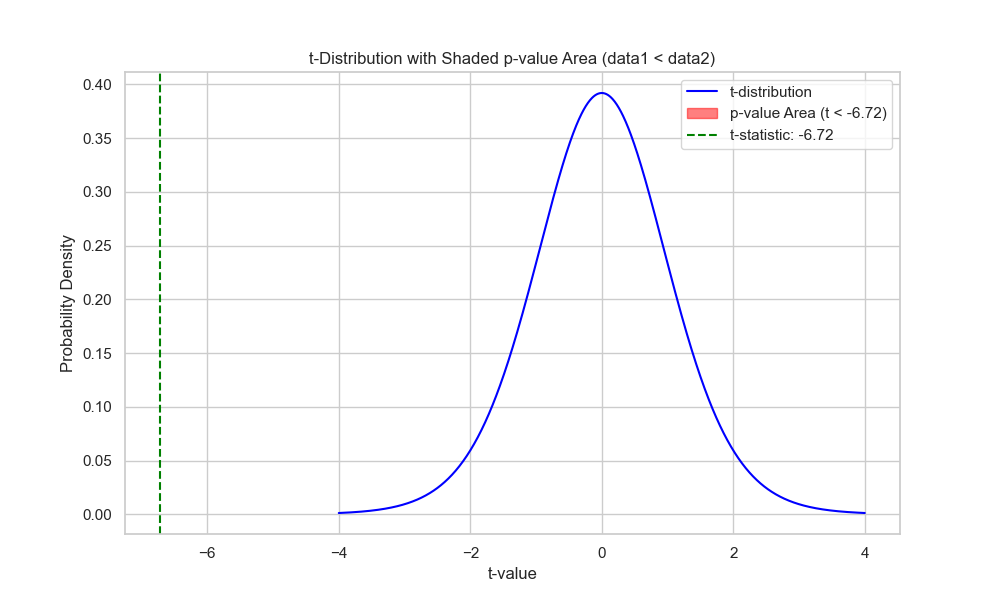 t-Distribution with Shaded p-value Area (data1 < data2)
t-distribution
p-value Area (t < -6.72)
t-statistic: -6.72
Probability Density
0.40
0.35
0.30
0.25
0.20
0.15
0.10
0.05
0.00
−6
−4
−2
0
2
4
t-value